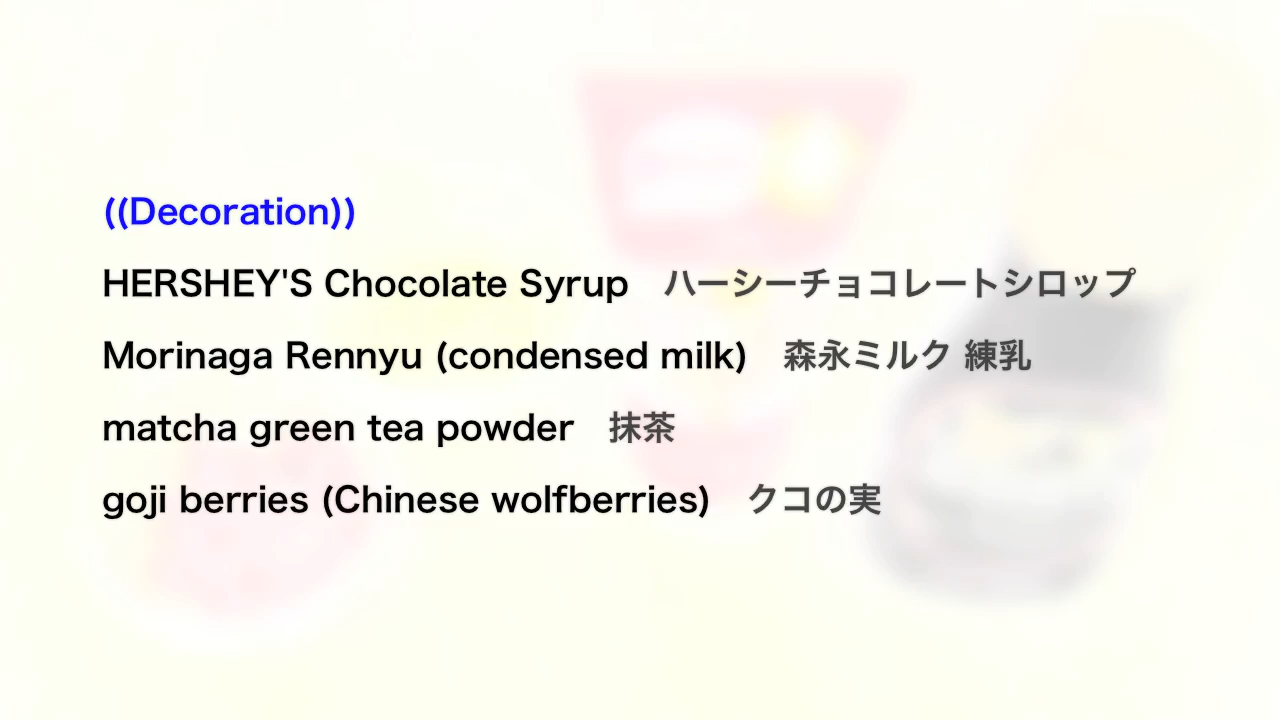 ((Decoration))
HERSHEY'S Chocolate Syrup ハーシーチョコレートシロップ
Morinaga Rennyu (condensed milk) 森永ミルク 練乳
matcha green tea powder 抹茶
goji berries (Chinese wolfberries) クコの実